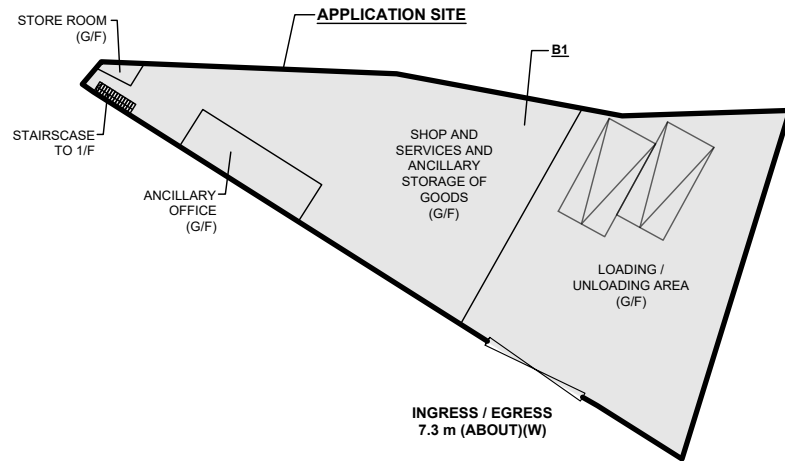 STORE ROOM
(G/F)
APPLICATION SITE
B1
STAIRSCASE
TO 1/F
ANCILLARY
OFFICE
(G/F)
SHOP AND
SERVICES AND
ANCILLARY
STORAGE OF
GOODS
(G/F)
LOADING /
UNLOADING AREA
(G/F)
INGRESS / EGRESS
7.3 m (ABOUT)(W)